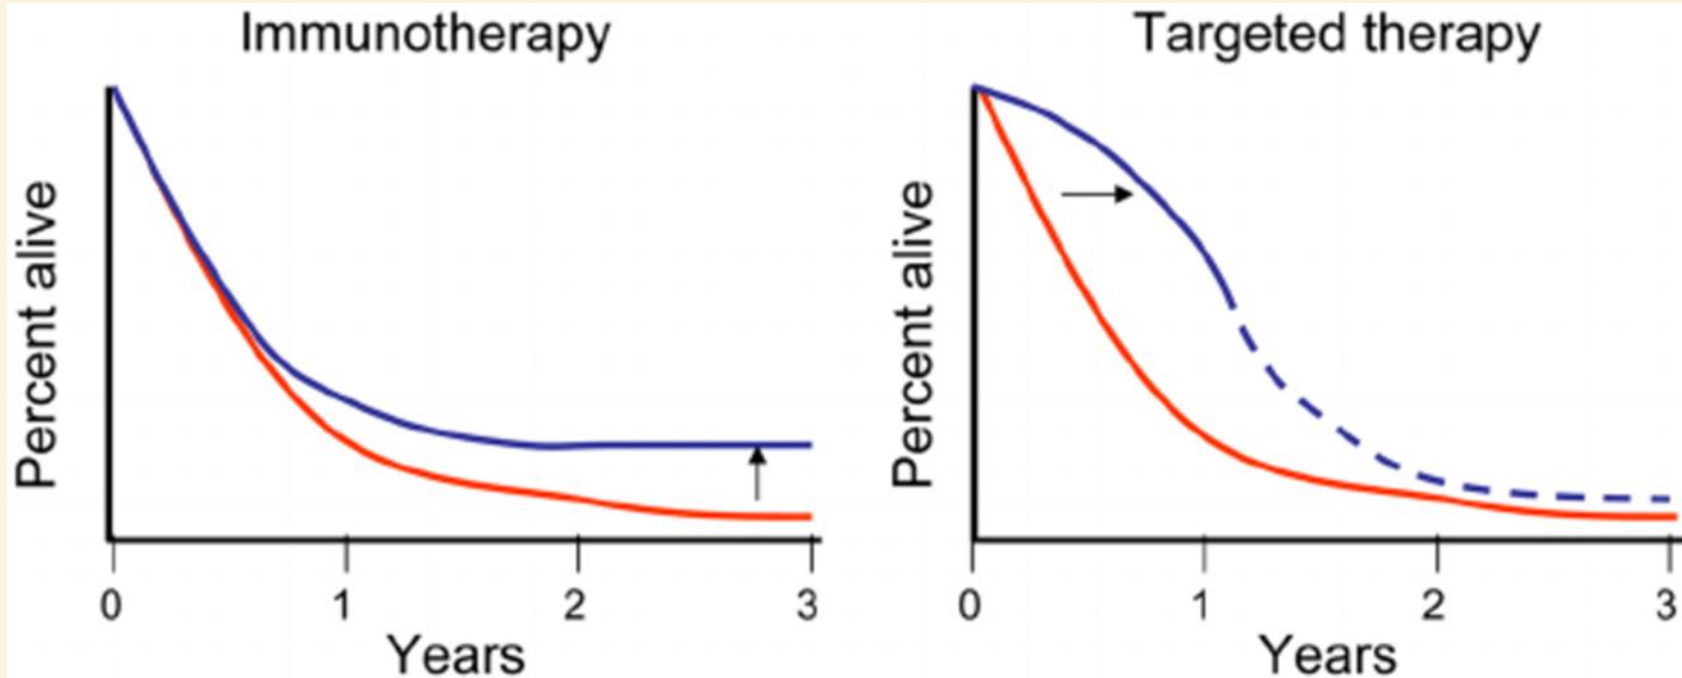 Immunotherapy
Percent alive
0 1 2 3
Years
Targeted therapy
Percent alive
0 1 2 3
Years